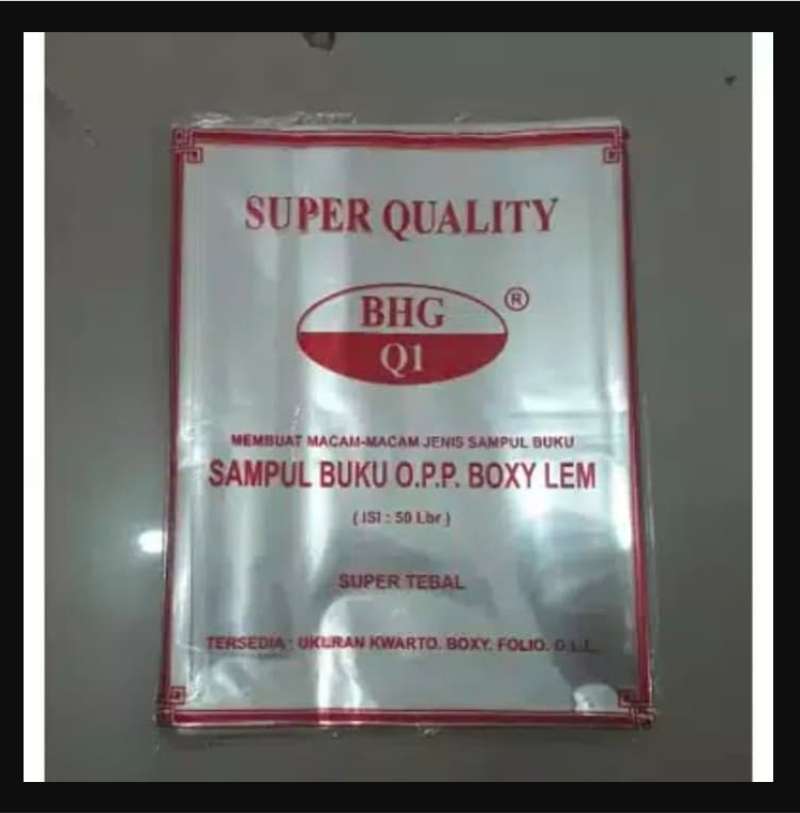 SUPER QUALITY
BHG ®
Q1
MEMBUAT MACAM-MACAM JENIS SAMPUL BUKU
SAMPUL BUKU O.P.P. BOXY LEM
( ISI : 50 Lbr )
SUPER TEBAL
TERSEDIA : UKURAN KWARTO. BOXY. FOLIO. D.L.L.